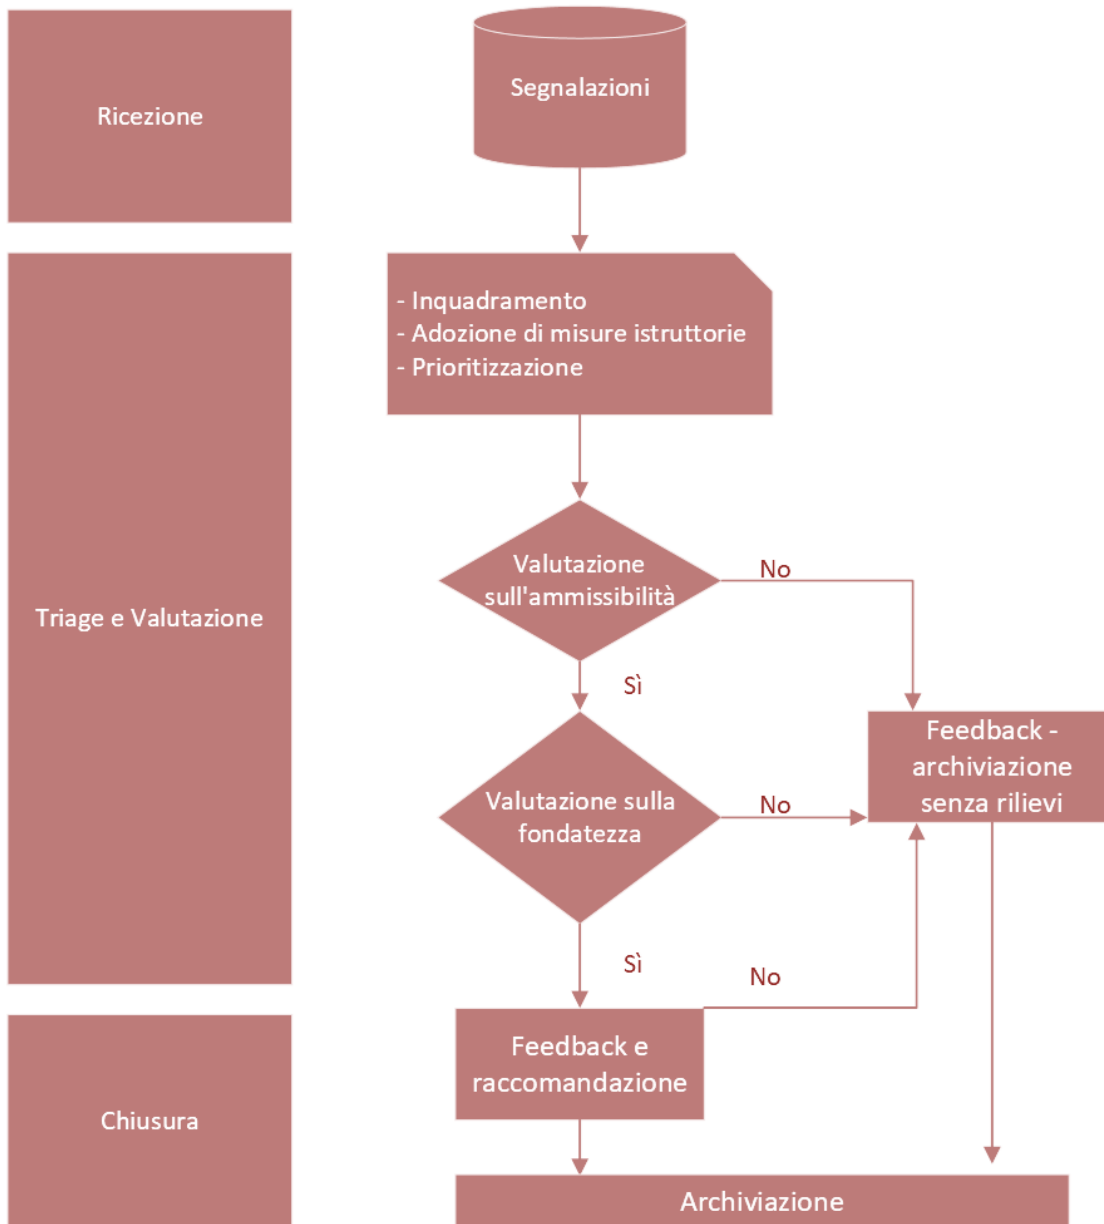 Ricezione
Segnalazioni
- Inquadramento
- Adozione di misure istruttorie
- Prioritizzazione
Triage e Valutazione
Valutazione
sull'ammissibilità
No
Sì
Feedback -
archiviazione
senza rilievi
Valutazione sulla
fondatezza
No
Sì
No
Feedback e
raccomandazione
Chiusura
Archiviazione